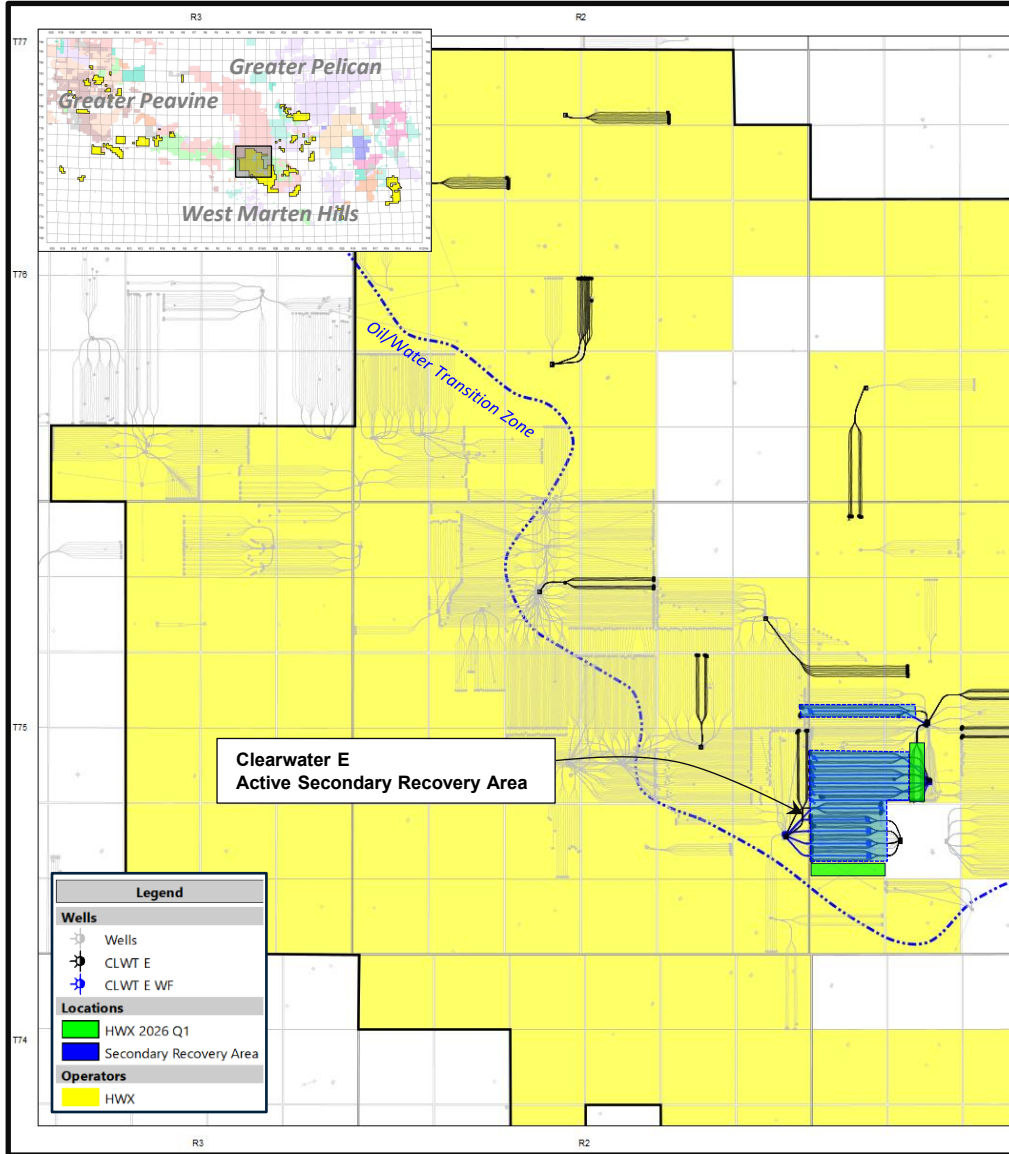 R3
R2
T77
Greater Pelican
Greater Peavine
West Marten Hills
T76
Oil/Water Transition Zone
T75
Clearwater E
Active Secondary Recovery Area
Legend
Wells
Wells
CLWT E
CLWT E WF
Locations
HWX 2026 Q1
Secondary Recovery Area
Operators
HWX
T74
R3
R2